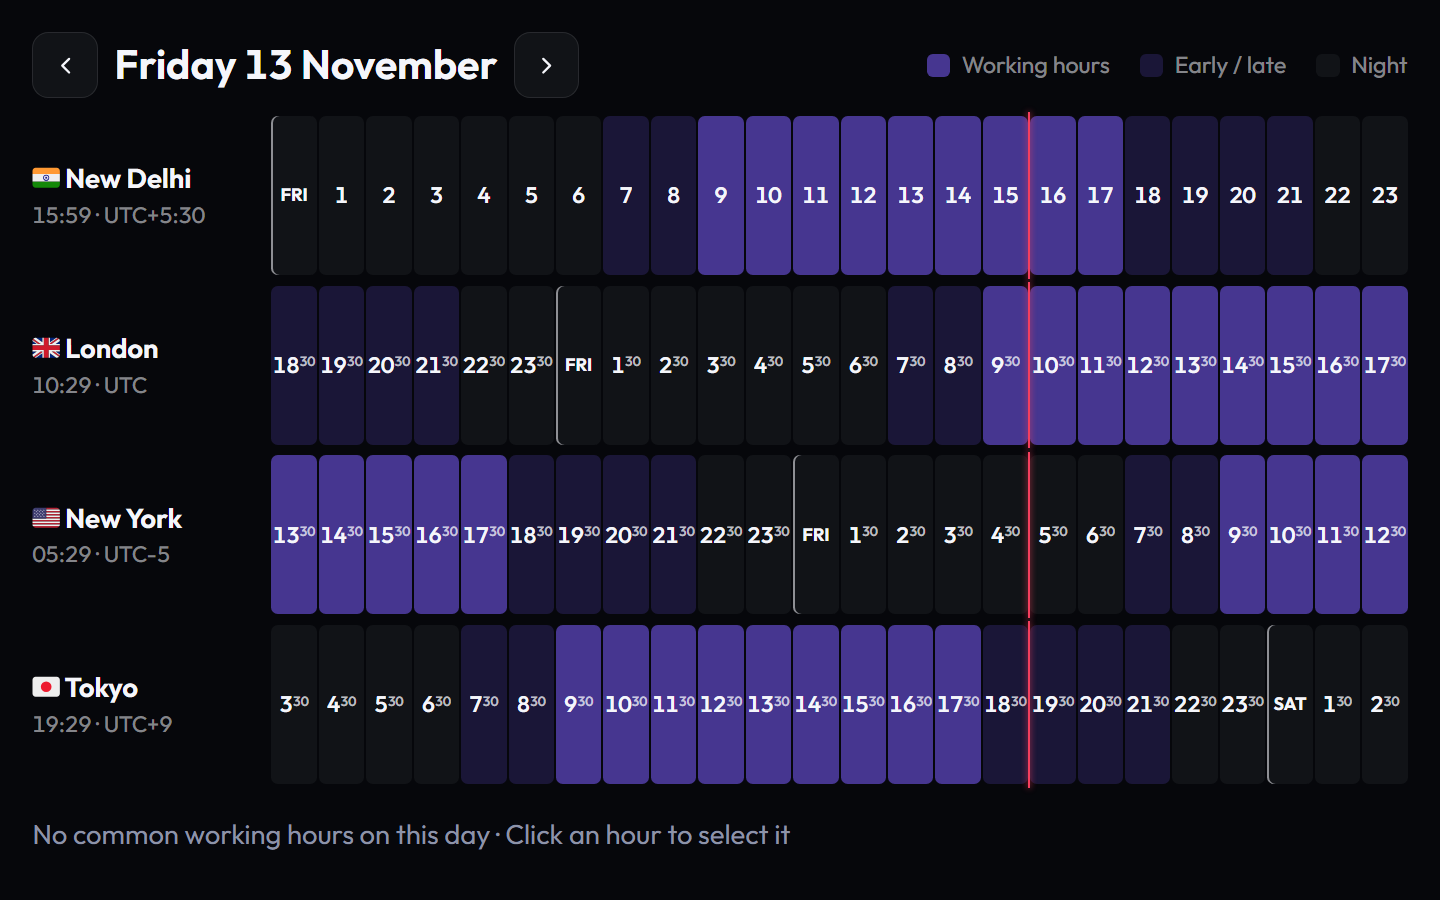 Friday 13 November
Working hours
Early / late
Night
New Delhi
15:59 · UTC+5:30
FRI 1 2 3 4 5 6 7 8 9 10 11 12 13 14 15 16 17 18 19 20 21 22 23
London
10:29 · UTC
18³⁰ 19³⁰ 20³⁰ 21³⁰ 22³⁰ 23³⁰ FRI 1³⁰ 2³⁰ 3³⁰ 4³⁰ 5³⁰ 6³⁰ 7³⁰ 8³⁰ 9³⁰ 10³⁰ 11³⁰ 12³⁰ 13³⁰ 14³⁰ 15³⁰ 16³⁰ 17³⁰
New York
05:29 · UTC-5
13³⁰ 14³⁰ 15³⁰ 16³⁰ 17³⁰ 18³⁰ 19³⁰ 20³⁰ 21³⁰ 22³⁰ 23³⁰ FRI 1³⁰ 2³⁰ 3³⁰ 4³⁰ 5³⁰ 6³⁰ 7³⁰ 8³⁰ 9³⁰ 10³⁰ 11³⁰ 12³⁰
Tokyo
19:29 · UTC+9
3³⁰ 4³⁰ 5³⁰ 6³⁰ 7³⁰ 8³⁰ 9³⁰ 10³⁰ 11³⁰ 12³⁰ 13³⁰ 14³⁰ 15³⁰ 16³⁰ 17³⁰ 18³⁰ 19³⁰ 20³⁰ 21³⁰ 22³⁰ 23³⁰ SAT 1³⁰ 2³⁰
No common working hours on this day · Click an hour to select it